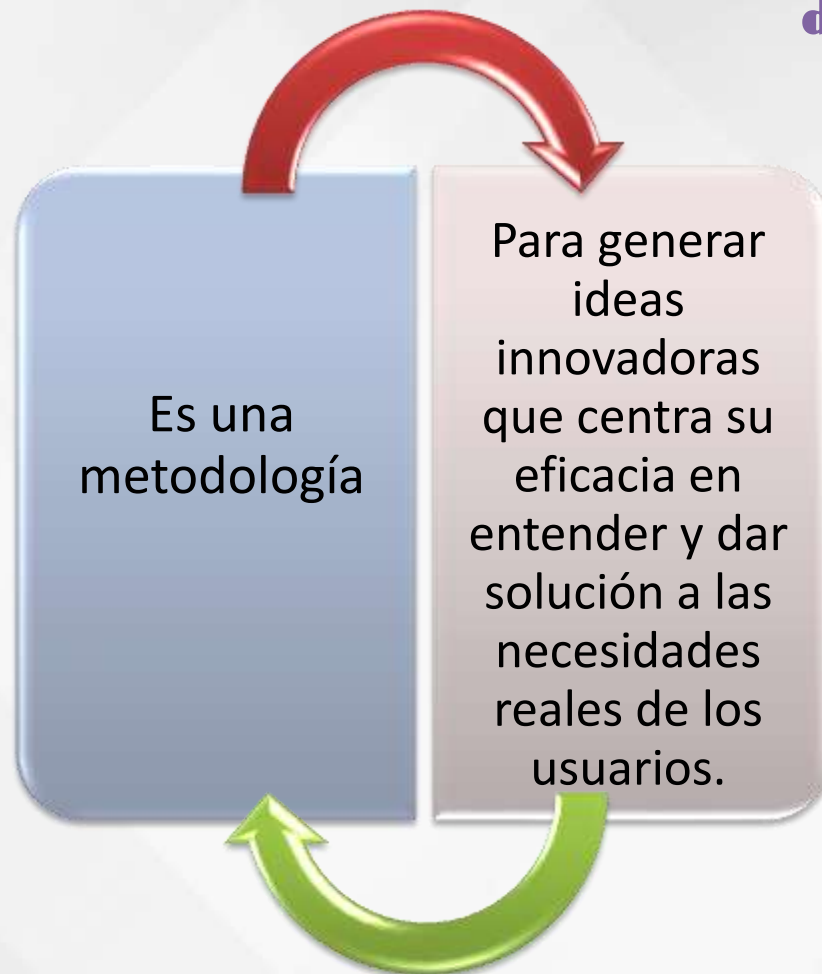 Es una
metodología
Para generar
ideas
innovadoras
que centra su
eficacia en
entender y dar
solución a las
necesidades
reales de los
usuarios.